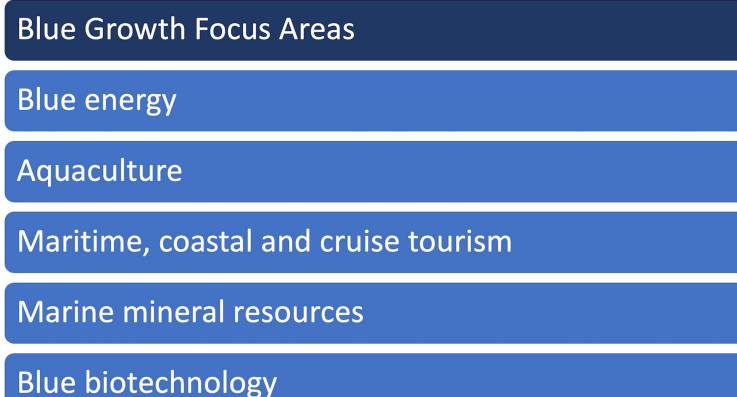 Blue Growth Focus Areas
Blue energy
Aquaculture
Maritime, coastal and cruise tourism
Marine mineral resources
Blue biotechnology